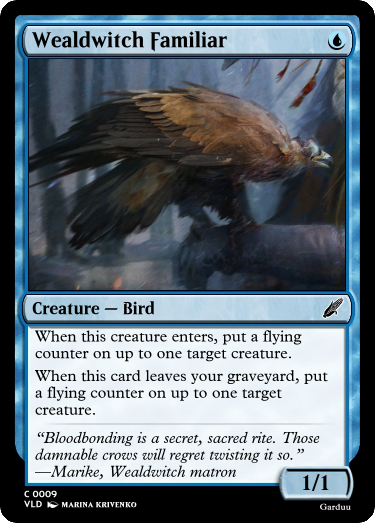 Wealdwitch Familiar
Creature — Bird
When this creature enters, put a flying
counter on up to one target creature.
When this card leaves your graveyard, put
a flying counter on up to one target
creature.
“Bloodbonding is a secret, sacred rite. Those
damnable crows will regret twisting it so.”
—Marike, Wealdwitch matron
1/1
C 0009
VLD MARINA KRIVENKO
Garduu